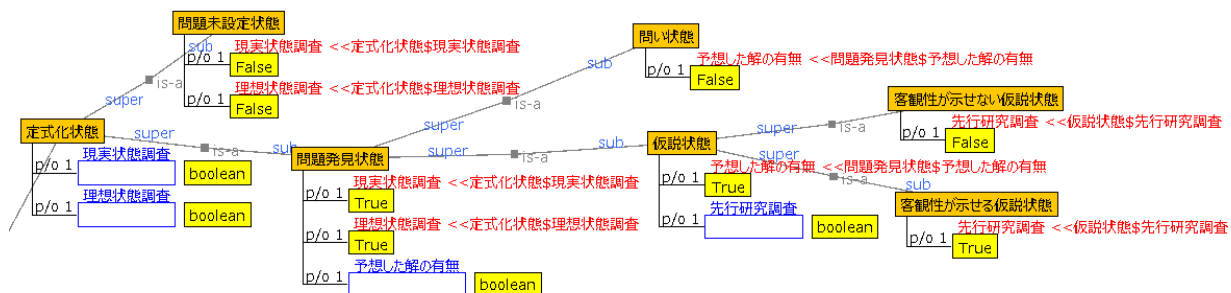 問題未設定状態
sub
現実状態調査 <<定式化状態$現実状態調査
p/o 1
False
理想状態調査 <<定式化状態$理想状態調査
p/o 1
False
is-a
super
定式化状態
現実状態調査
p/o 1
boolean
理想状態調査
p/o 1
boolean
super
is-a
sub
問題発見状態
現実状態調査 <<定式化状態$現実状態調査
p/o 1
True
理想状態調査 <<定式化状態$理想状態調査
p/o 1
True
予想した解の有無
p/o 1
boolean
super
is-a
sub
問い状態
予想した解の有無 <<問題発見状態$予想した解の有無
p/o 1
False
super
is-a
sub
仮説状態
予想した解の有無 <<問題発見状態$予想した解の有無
p/o 1
True
先行研究調査
p/o 1
boolean
super
is-a
客観性が示せない仮説状態
先行研究調査 <<仮説状態$先行研究調査
p/o 1
False
super
is-a
sub
客観性が示せる仮説状態
先行研究調査 <<仮説状態$先行研究調査
p/o 1
True